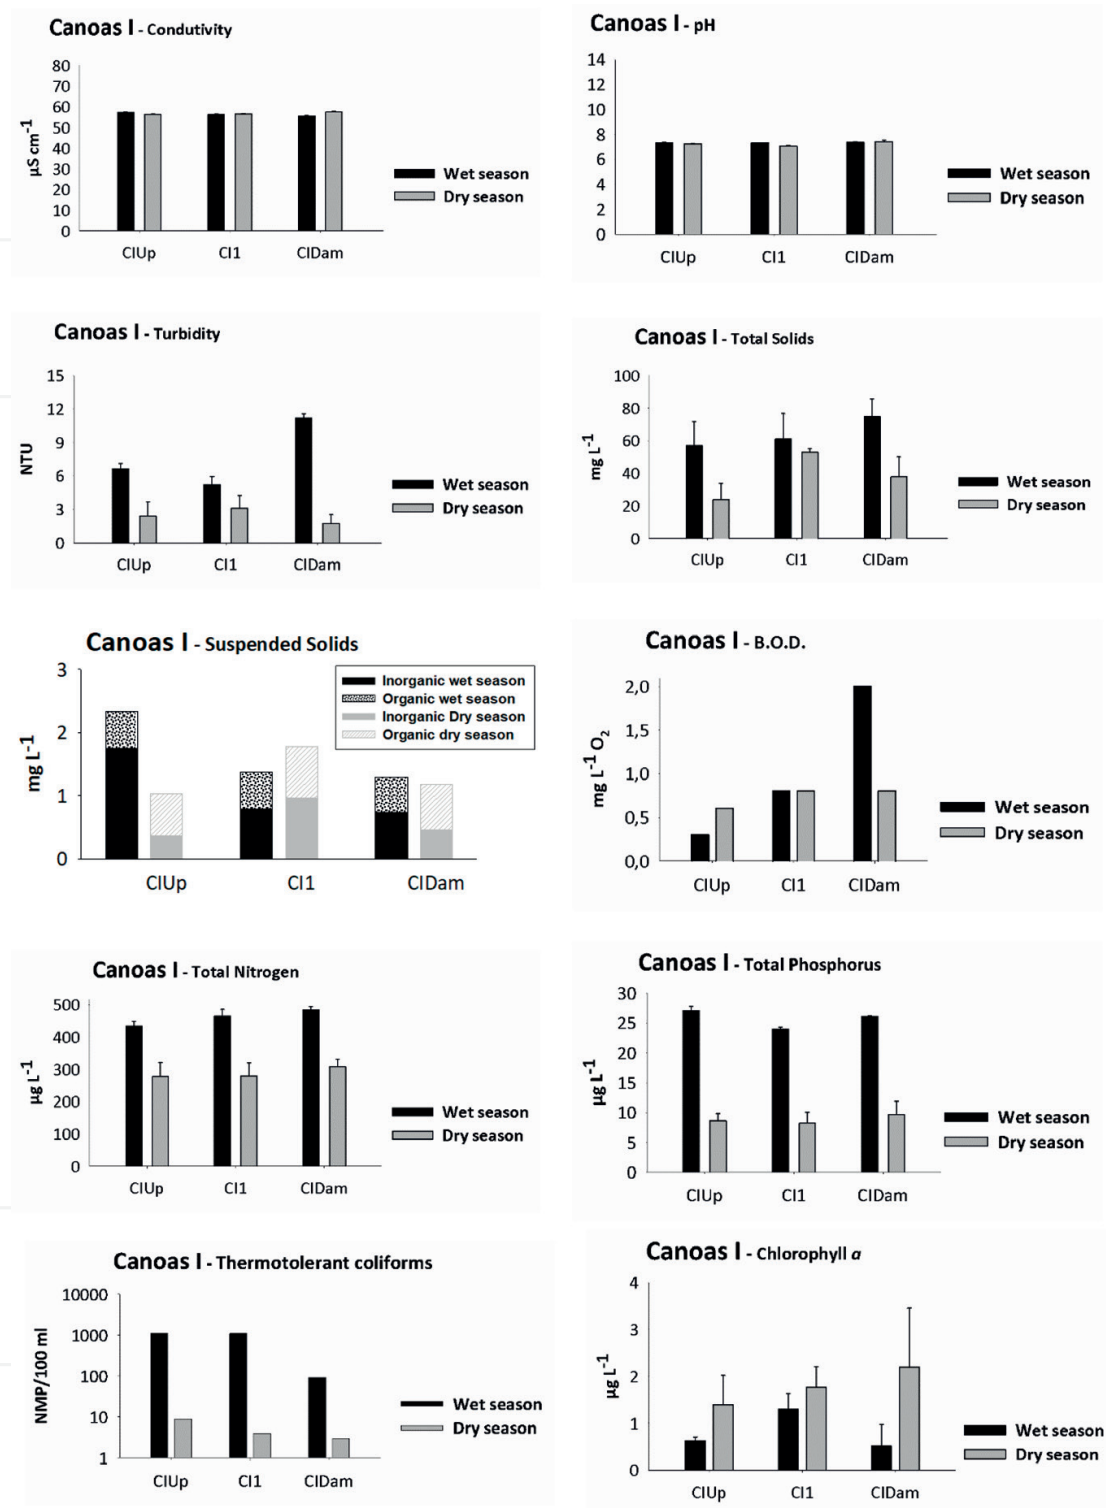 Canoas I - Condutivity
80
70
60
50
40
30
20
10
0
µS cm-1
CIUp CI1 CIDam
Wet season
Dry season
Canoas I - pH
14
12
10
8
6
4
2
0
CIUp CI1 CIDam
Wet season
Dry season
Canoas I - Turbidity
15
12
9
6
3
0
NTU
CIUp CI1 CIDam
Wet season
Dry season
Canoas I - Total Solids
100
80
60
40
20
0
mg L-1
CIUp CI1 CIDam
Wet season
Dry season
Canoas I - Suspended Solids
3
2
1
0
mg L-1
Inorganic wet season
Organic wet season
Inorganic Dry season
Organic dry season
CIUp CI1 CIDam
Canoas I - B.O.D.
2,0
1,5
1,0
0,5
0,0
mg L-1 O2
CIUp CI1 CIDam
Wet season
Dry season
Canoas I - Total Nitrogen
500
400
300
200
100
0
µg L-1
CIUp CI1 CIDam
Wet season
Dry season
Canoas I - Total Phosphorus
30
25
20
15
10
5
0
µg L-1
CIUp CI1 CIDam
Wet season
Dry season
Canoas I - Thermotolerant coliforms
10000
1000
100
10
1
NMP/100 ml
CIUp CI1 CIDam
Wet season
Dry season
Canoas I - Chlorophyll a
4
3
2
1
0
µg L-1
CIUp CI1 CIDam
Wet season
Dry season